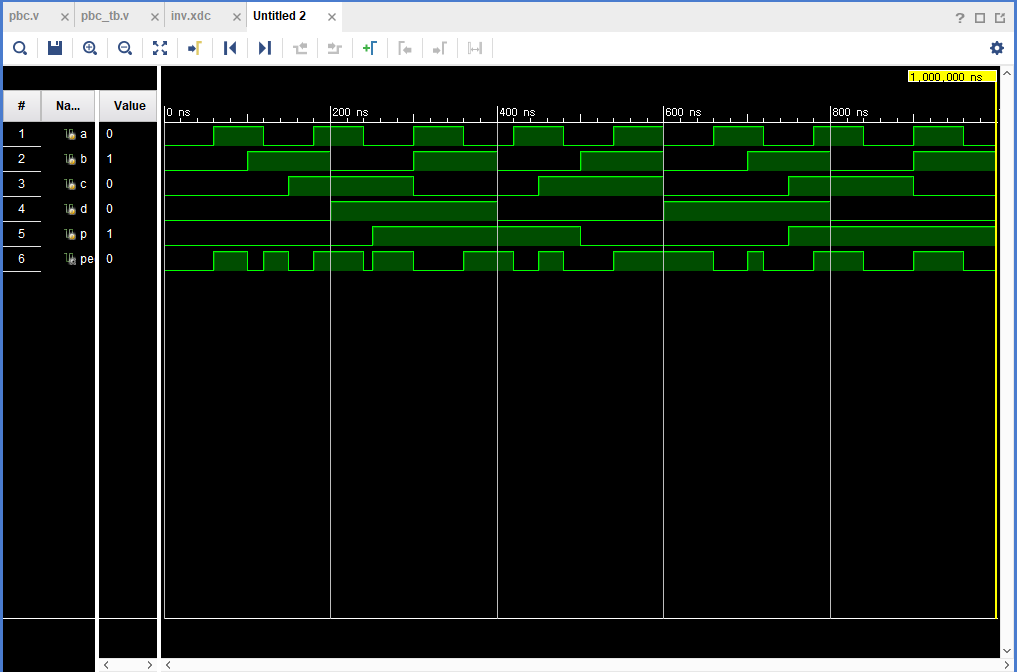 pbc.v pbc_tb.v inv.xdc Untitled 2
1,000,000 ns
# Na... Value 0 ns 200 ns 400 ns 600 ns 800 ns
1 a 0
2 b 1
3 c 0
4 d 0
5 p 1
6 pe 0